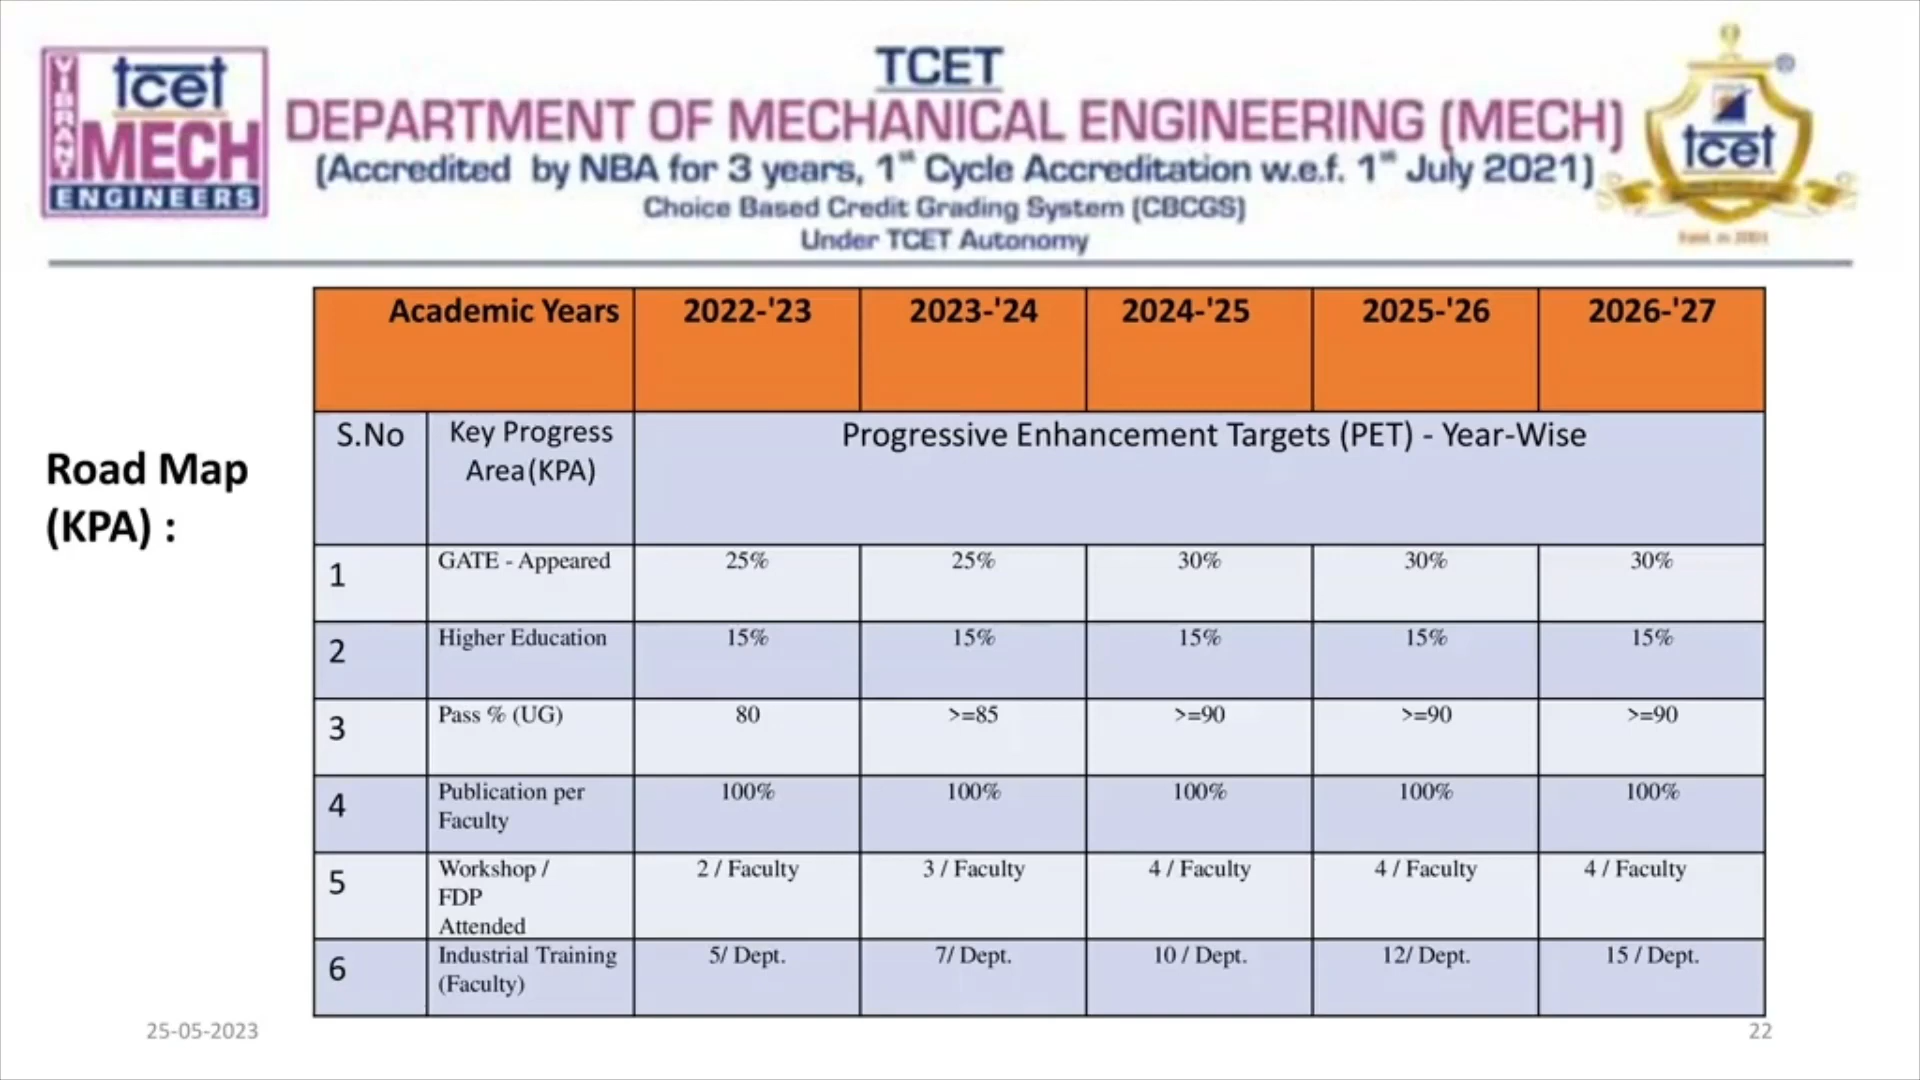 VIBRANT
tcet
MECH
ENGINEERS
TCET
DEPARTMENT OF MECHANICAL ENGINEERING (MECH)
(Accredited by NBA for 3 years, 1st Cycle Accreditation w.e.f. 1st July 2021)
Choice Based Credit Grading System (CBCGS)
Under TCET Autonomy
®
tcet
Estd. in 2001
Road Map
(KPA) :
Academic Years 2022-'23 2023-'24 2024-'25 2025-'26 2026-'27
S.No Key Progress Area(KPA) Progressive Enhancement Targets (PET) - Year-Wise
1 GATE - Appeared 25% 25% 30% 30% 30%
2 Higher Education 15% 15% 15% 15% 15%
3 Pass % (UG) 80 >=85 >=90 >=90 >=90
4 Publication per Faculty 100% 100% 100% 100% 100%
5 Workshop / FDP Attended 2 / Faculty 3 / Faculty 4 / Faculty 4 / Faculty 4 / Faculty
6 Industrial Training (Faculty) 5/ Dept. 7/ Dept. 10 / Dept. 12/ Dept. 15 / Dept.
25-05-2023
22